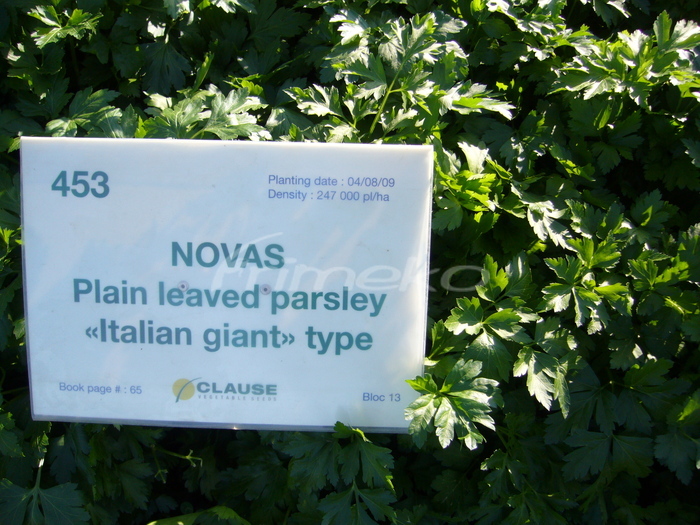 453
Planting date : 04/08/09
Density : 247 000 pl/ha
NOVAS
Plain leaved parsley
«Italian giant» type
Book page # : 65
CLAUSE
VEGETABLE SEEDS
Bloc 13